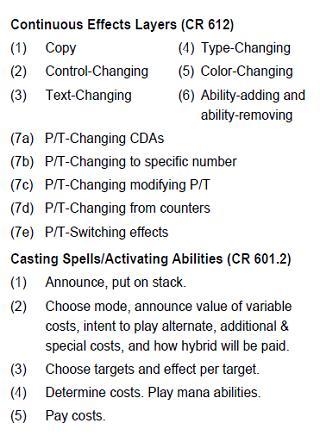 Continuous Effects Layers (CR 612)
(1) Copy (4) Type-Changing
(2) Control-Changing (5) Color-Changing
(3) Text-Changing (6) Ability-adding and
ability-removing
(7a) P/T-Changing CDAs
(7b) P/T-Changing to specific number
(7c) P/T-Changing modifying P/T
(7d) P/T-Changing from counters
(7e) P/T-Switching effects
Casting Spells/Activating Abilities (CR 601.2)
(1) Announce, put on stack.
(2) Choose mode, announce value of variable
costs, intent to play alternate, additional &
special costs, and how hybrid will be paid.
(3) Choose targets and effect per target.
(4) Determine costs. Play mana abilities.
(5) Pay costs.